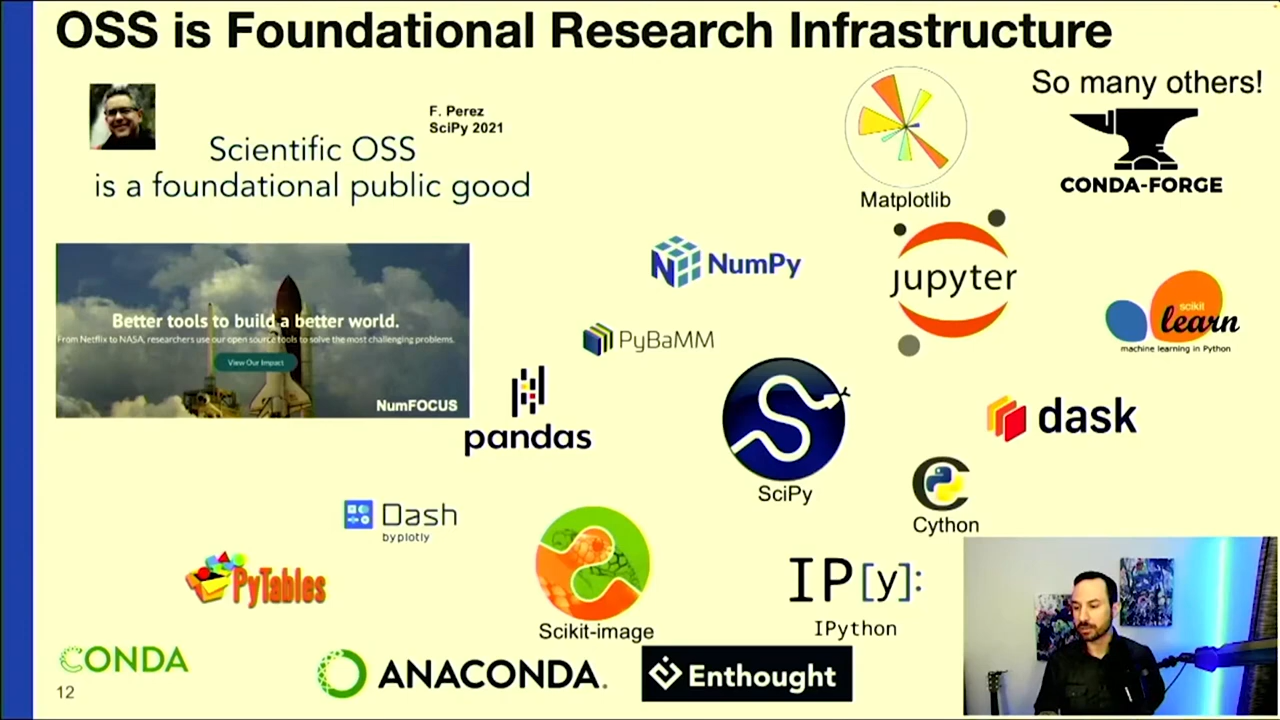 OSS is Foundational Research Infrastructure
F. Perez
SciPy 2021
Scientific OSS
is a foundational public good
So many others!
CONDA-FORGE
Matplotlib
Better tools to build a better world.
From Netflix to NASA, researchers use our open source tools to solve the most challenging problems.
View Our Impact
NumFOCUS
NumPy
jupyter
PyBaMM
scikit
learn
machine learning in Python
pandas
SciPy
dask
Cython
Dash
by plotly
PyTables
Scikit-image
IP[y]:
IPython
CONDA
ANACONDA.
Enthought
12